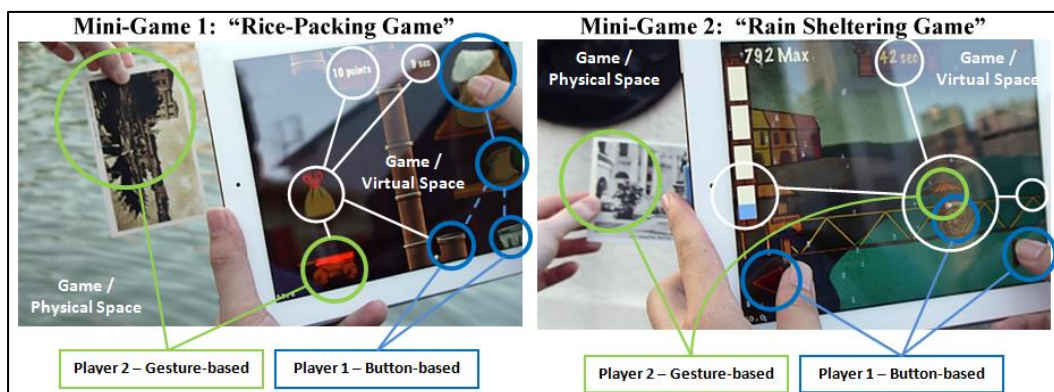 Mini-Game 1: “Rice-Packing Game”
10 points
9 sec
Game /
Virtual Space
Game /
Physical Space
Player 2 – Gesture-based
Player 1 – Button-based
Mini-Game 2: “Rain Sheltering Game”
Game /
Physical Space
792 Max
42 sec
Game /
Virtual Space
Player 2 – Gesture-based
Player 1 – Button-based